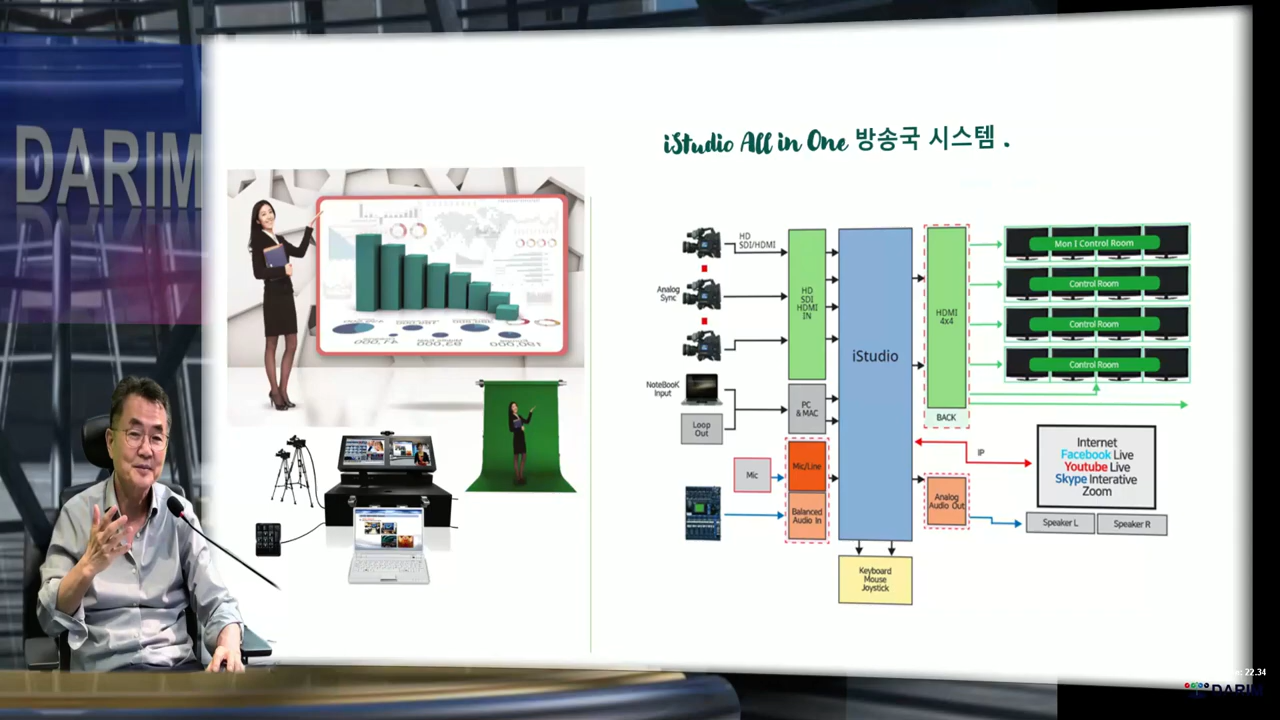 DARIM
iStudio All in One 방송국 시스템 .
HD
SDI/HDMI
Analog
Sync
NoteBooK
Input
Loop
Out
Mic
HD
SDI
HDMI
IN
PC
& MAC
Mic/Line
Balanced
Audio In
iStudio
Keyboard
Mouse
Joystick
HDMI
4x4
BACK
IP
Analog
Audio Out
Mon I Control Room
Control Room
Control Room
Control Room
Internet
Facebook Live
Youtube Live
Skype Interative
Zoom
Speaker L
Speaker R
22.34
DARIM